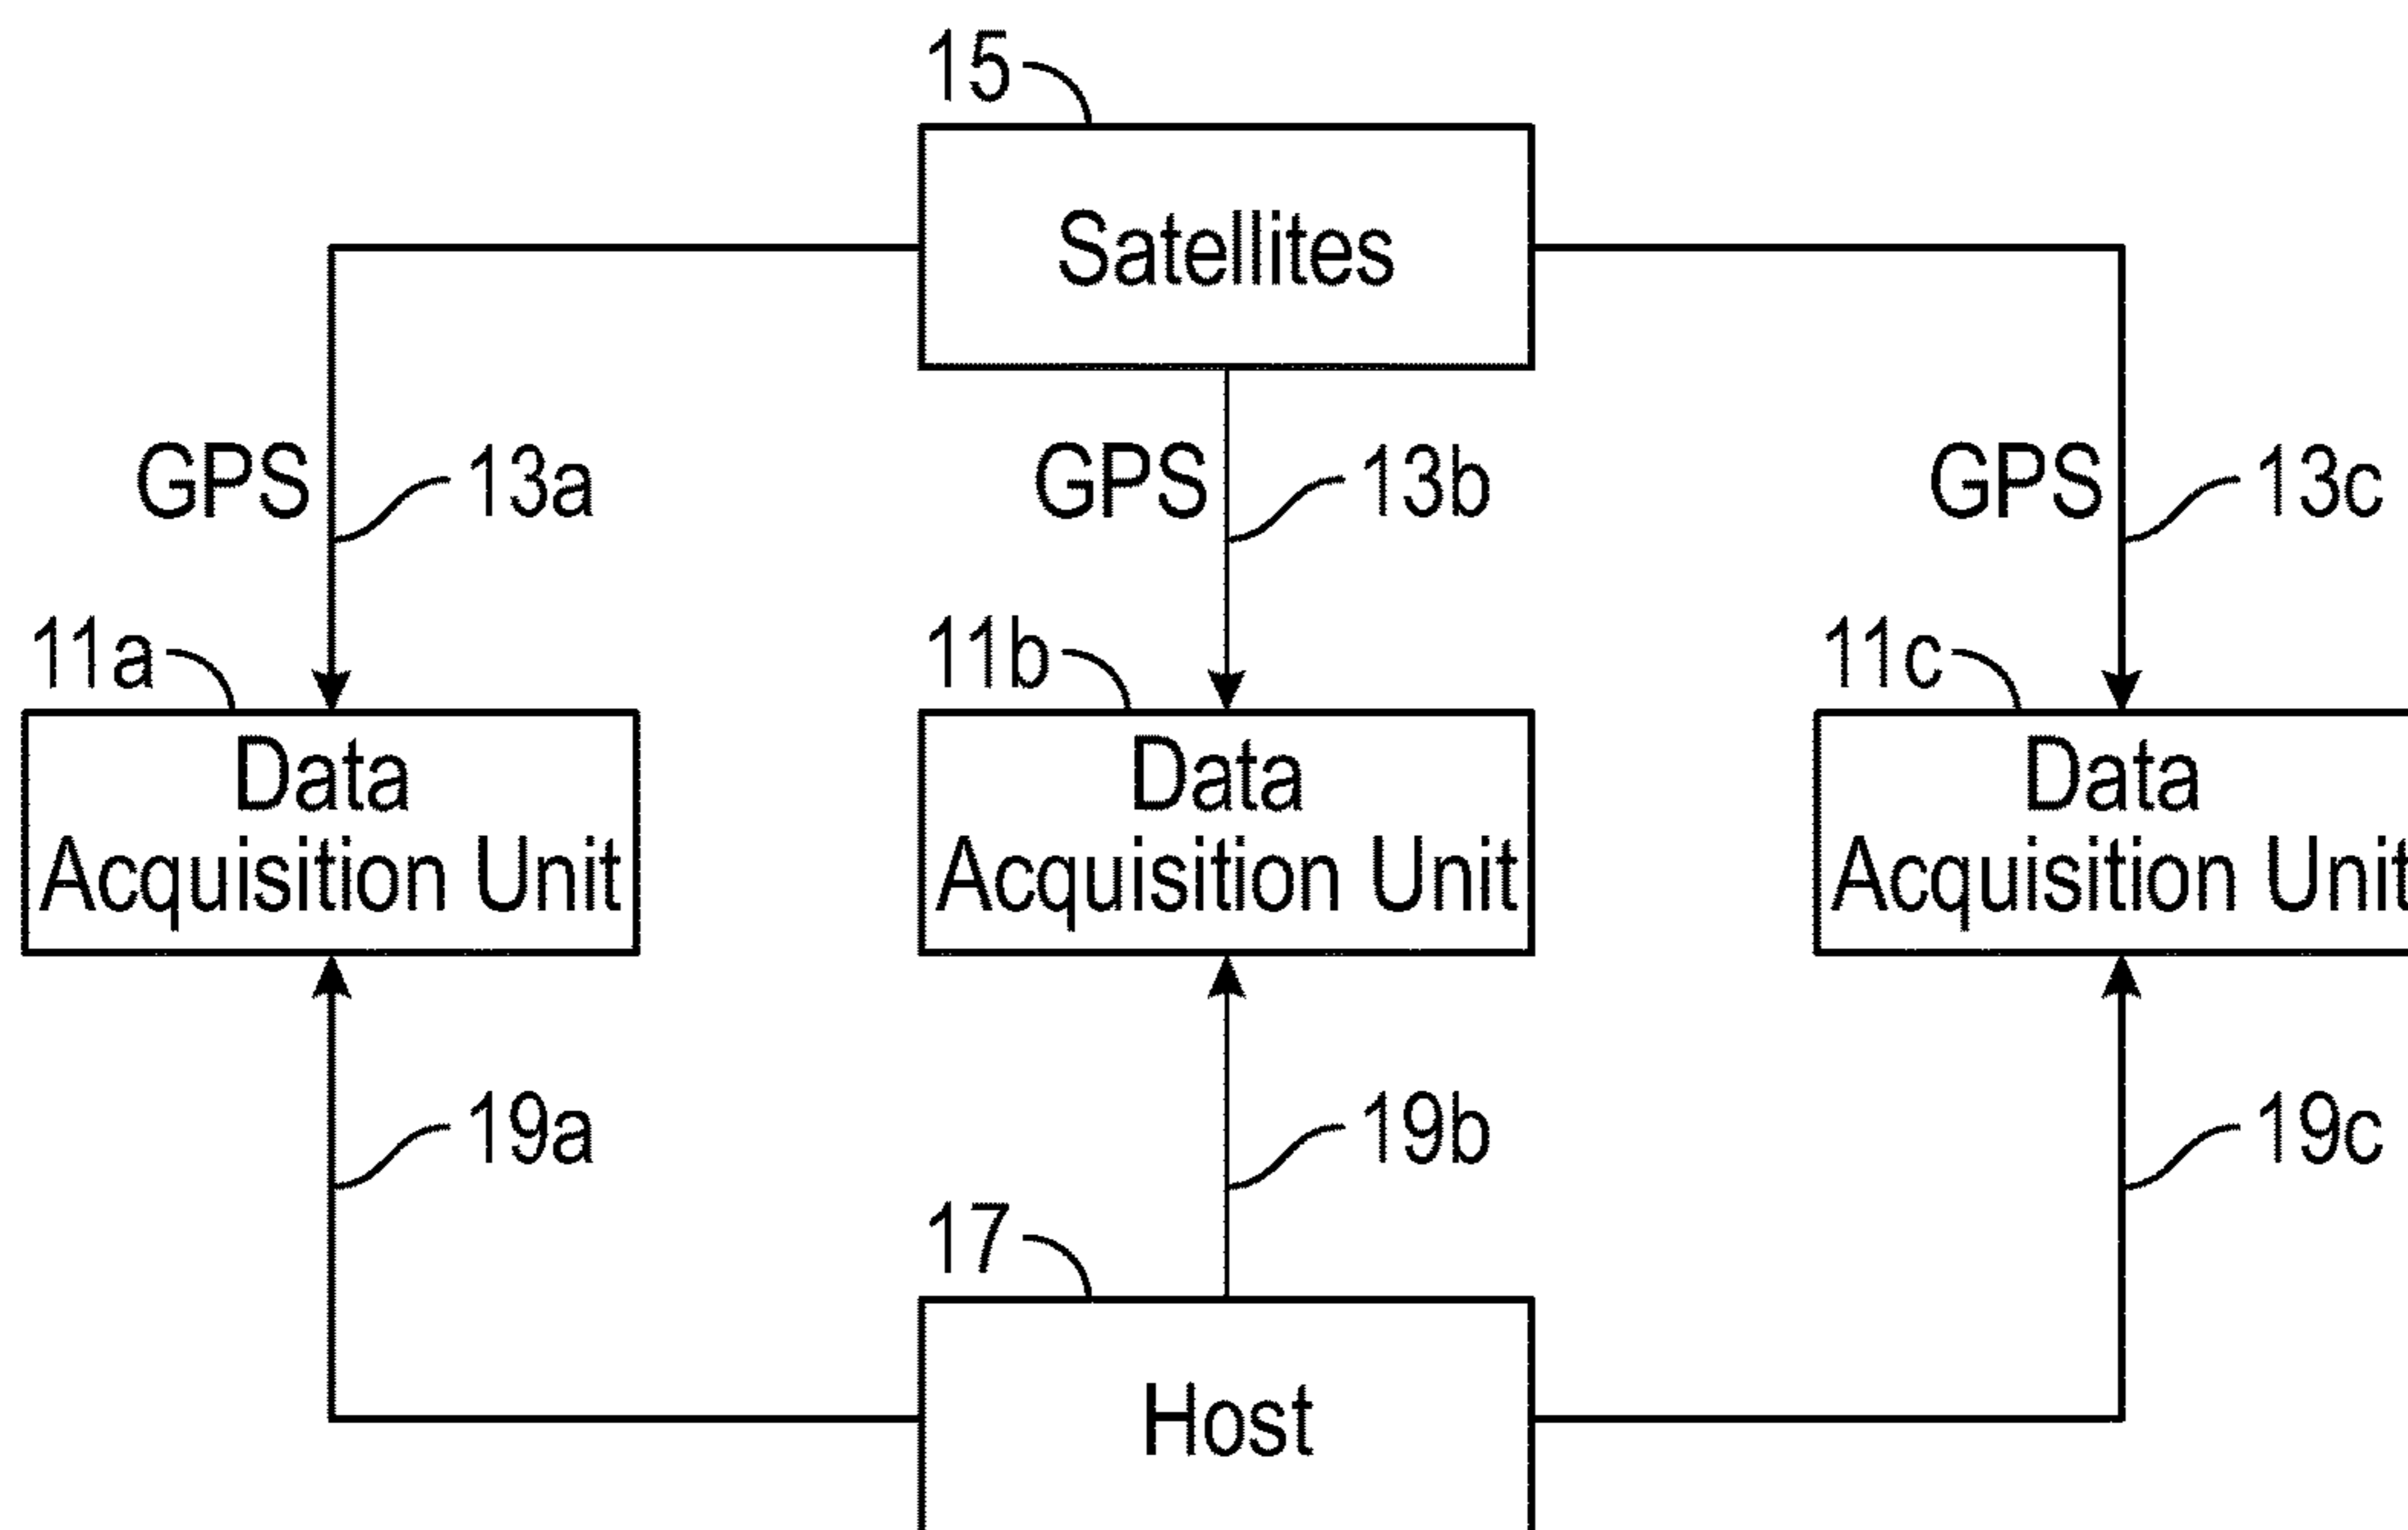 15
Satellites
GPS 13a GPS 13b GPS 13c
11a 11b 11c
Data Data Data
Acquisition Unit Acquisition Unit Acquisition Unit
19a 19b 19c
17
Host